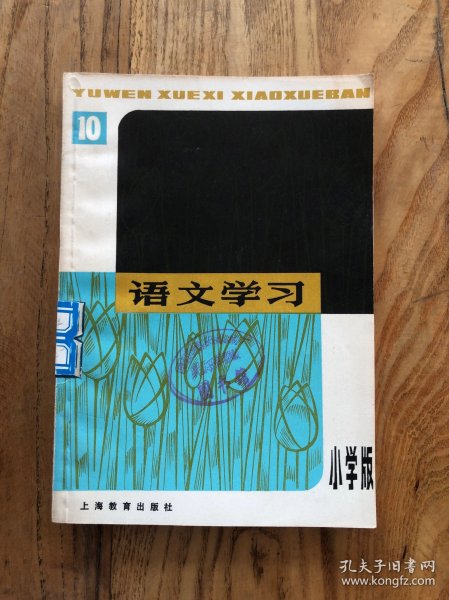 YUWEN XUEXI XIAOXUEBAN
10
语文学习
小学版
上海教育出版社
孔夫子旧书网
www.kongfz.com